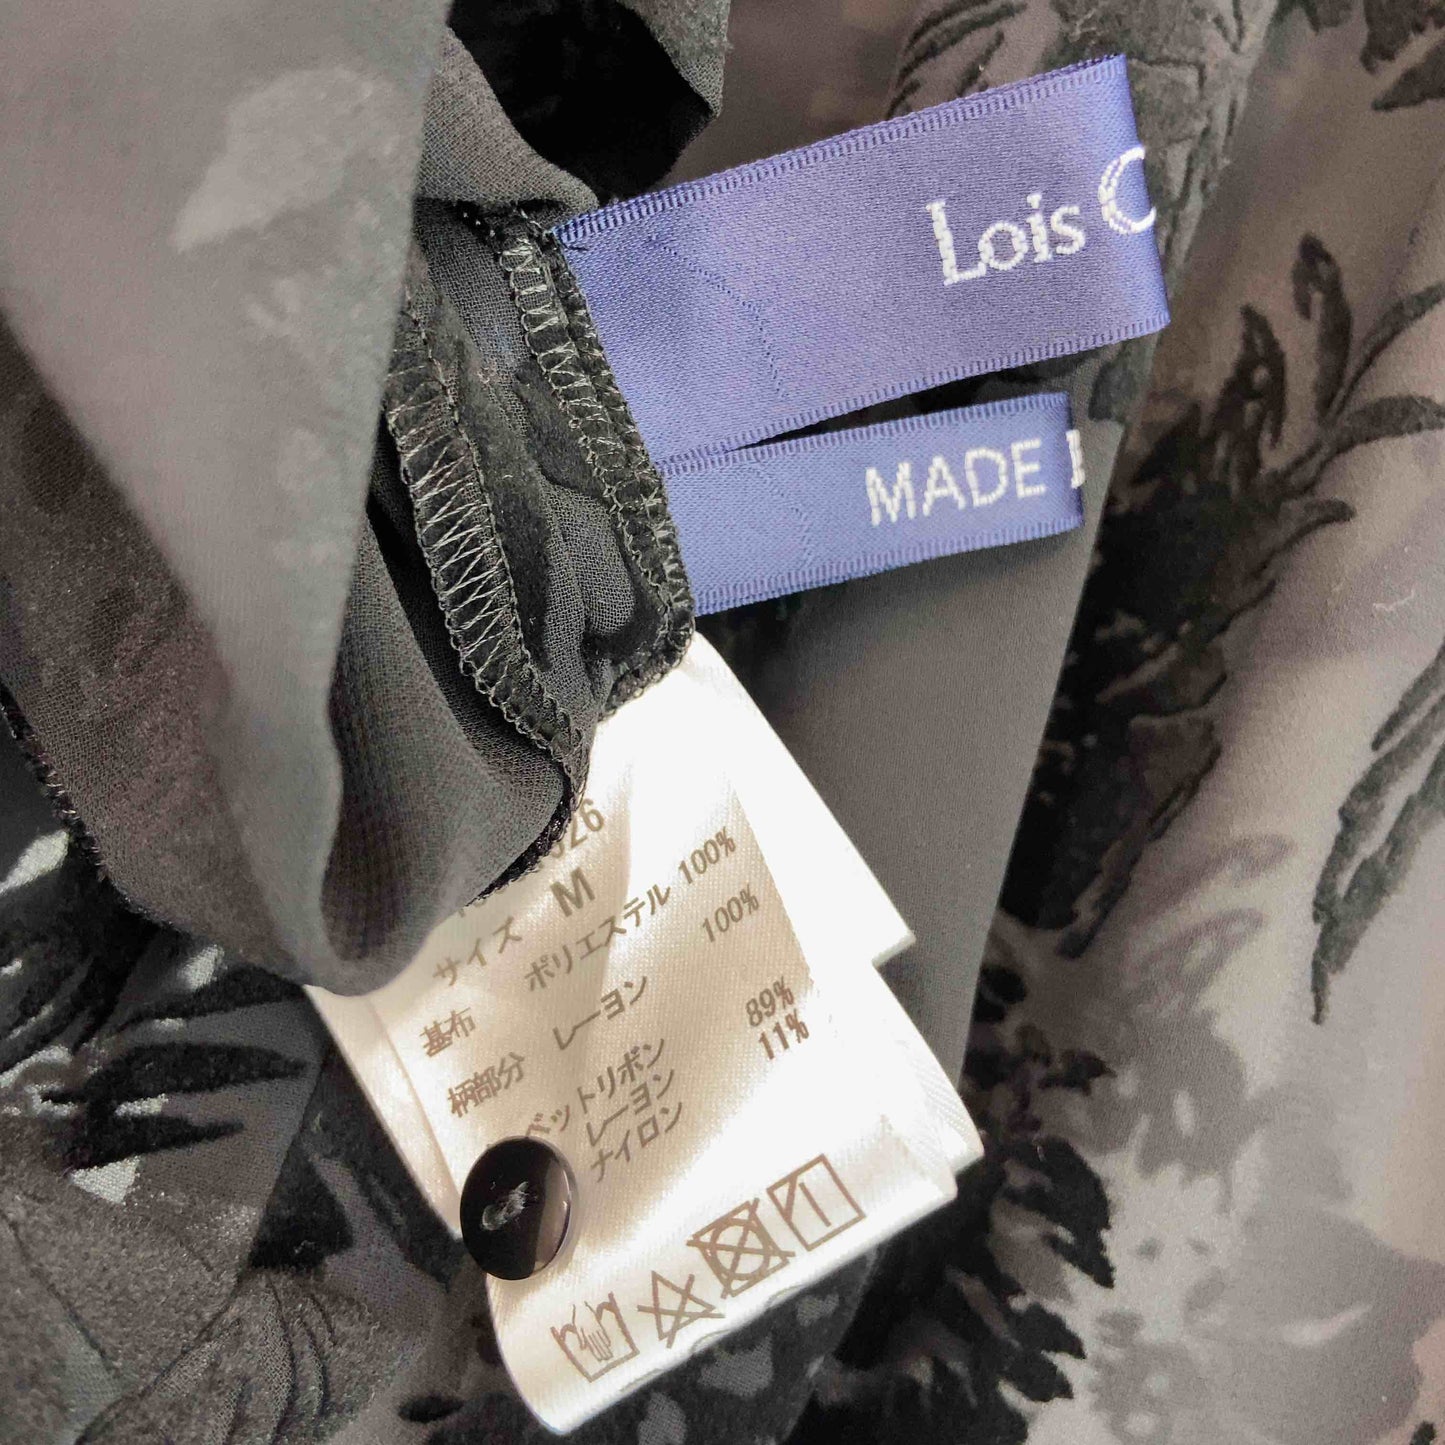 Lois C
MADE
26
サイズ M
基布 ポリエステル 100%
柄部分 レーヨン 100%
ベットリボン
レーヨン 89%
ナイロン 11%